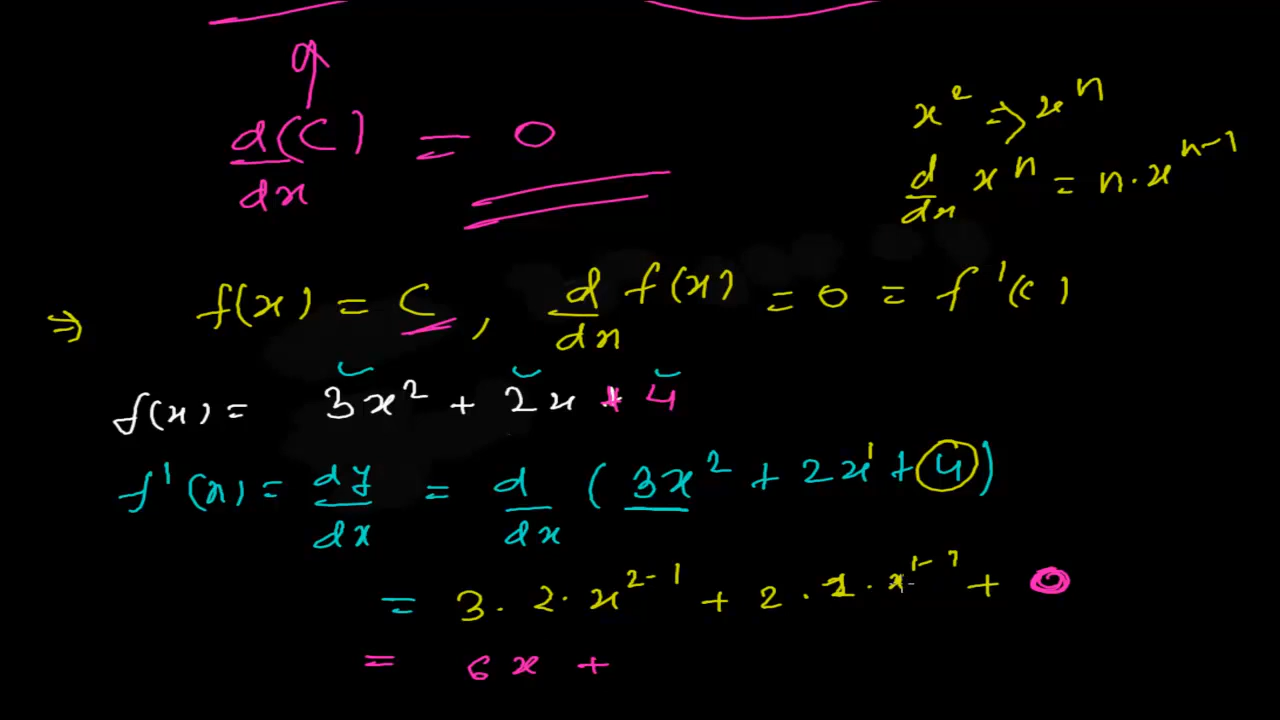 d(C)/dx = 0
x² => xⁿ
d/dx xⁿ = n·xⁿ⁻¹
=> f(x) = C, d/dx f(x) = 0 = f'(c)
f(x) = 3x² + 2x + 4
f'(x) = dy/dx = d/dx (3x² + 2x¹ + 4)
= 3·2·x²⁻¹ + 2·1·x¹⁻¹ + 0
= 6x +